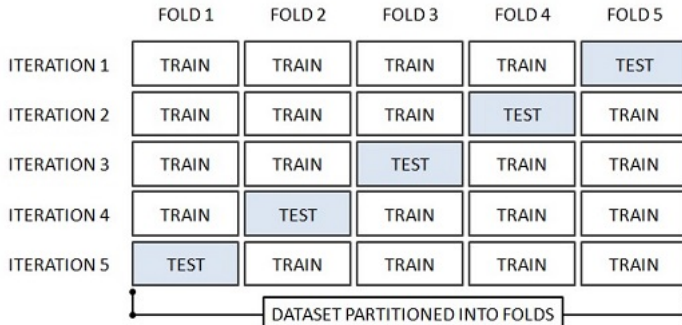 FOLD 1 FOLD 2 FOLD 3 FOLD 4 FOLD 5
ITERATION 1 TRAIN TRAIN TRAIN TRAIN TEST
ITERATION 2 TRAIN TRAIN TRAIN TEST TRAIN
ITERATION 3 TRAIN TRAIN TEST TRAIN TRAIN
ITERATION 4 TRAIN TEST TRAIN TRAIN TRAIN
ITERATION 5 TEST TRAIN TRAIN TRAIN TRAIN
DATASET PARTITIONED INTO FOLDS